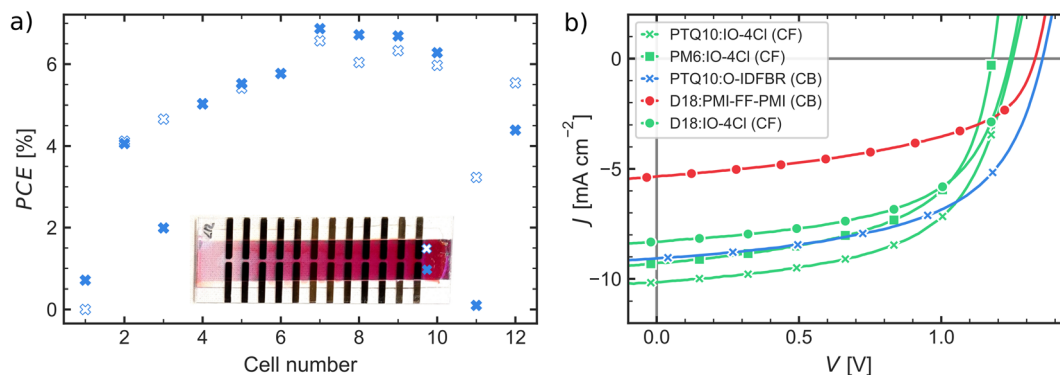 a)
PCE [%]
6
4
2
0
2 4 6 8 10 12
Cell number
b)
PTQ10:IO-4Cl (CF)
PM6:IO-4Cl (CF)
PTQ10:O-IDFBR (CB)
D18:PMI-FF-PMI (CB)
D18:IO-4Cl (CF)
J [mA cm⁻²]
0
−5
−10
0.0 0.5 1.0
V [V]